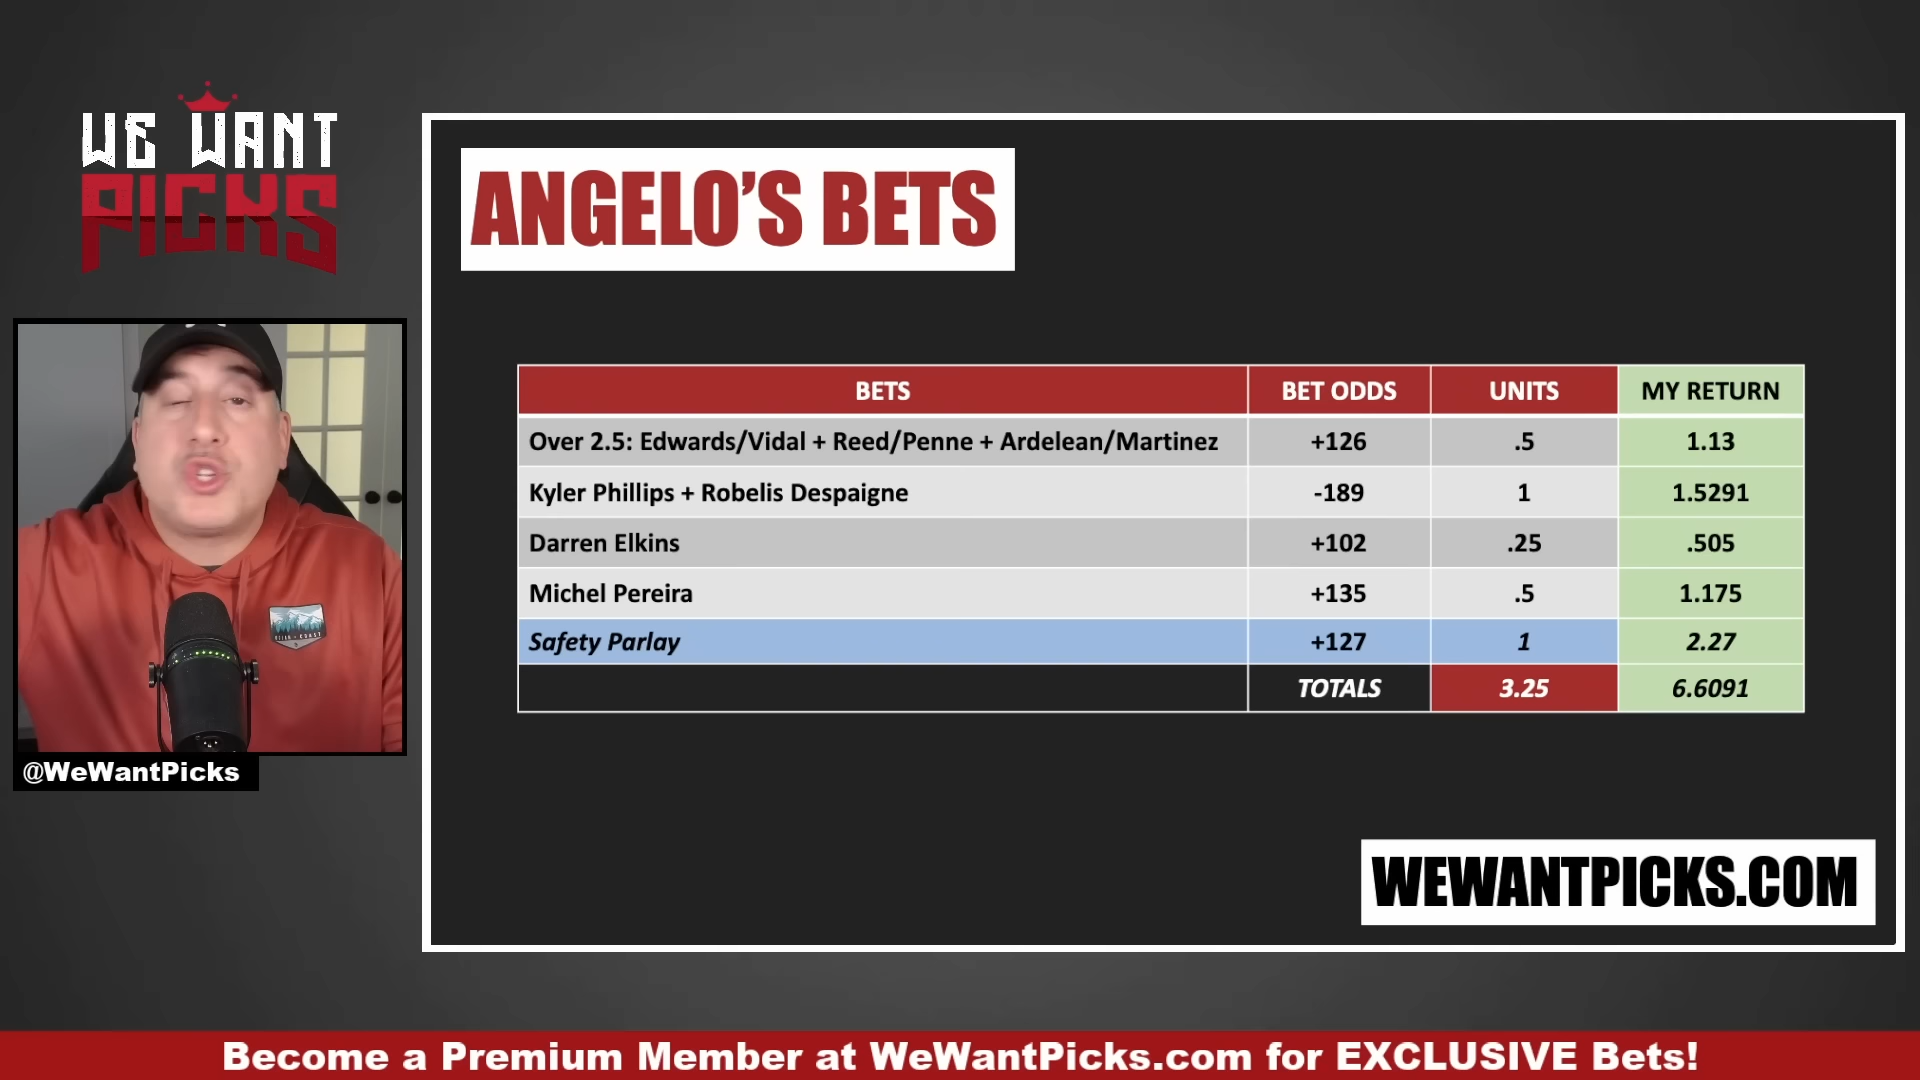 WE WANT
PICKS
ANGELO'S BETS
BETS BET ODDS UNITS MY RETURN
Over 2.5: Edwards/Vidal + Reed/Penne + Ardelean/Martinez +126 .5 1.13
Kyler Phillips + Robelis Despaigne -189 1 1.5291
Darren Elkins +102 .25 .505
Michel Pereira +135 .5 1.175
Safety Parlay +127 1 2.27
TOTALS 3.25 6.6091
@WeWantPicks
WEWANTPICKS.COM
Become a Premium Member at WeWantPicks.com for EXCLUSIVE Bets!